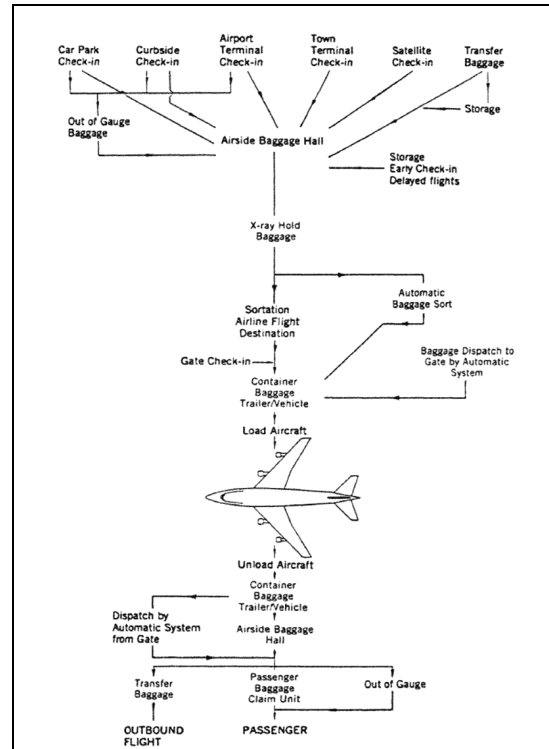 Car Park
Check-in
Curbside
Check-in
Airport
Terminal
Check-in
Town
Terminal
Check-in
Satellite
Check-in
Transfer
Baggage
Storage
Out of Gauge
Baggage
Airside Baggage Hall
Storage
Early Check-in
Delayed flights
X-ray Hold
Baggage
Automatic
Baggage Sort
Sortation
Airline Flight
Destination
Baggage Dispatch to
Gate by Automatic
System
Gate Check-in
Container
Baggage
Trailer/Vehicle
Load Aircraft
Unload Aircraft
Container
Baggage
Trailer/Vehicle
Dispatch by
Automatic System
from Gate
Airside Baggage
Hall
Transfer
Baggage
Passenger
Baggage
Claim Unit
Out of Gauge
OUTBOUND
FLIGHT
PASSENGER